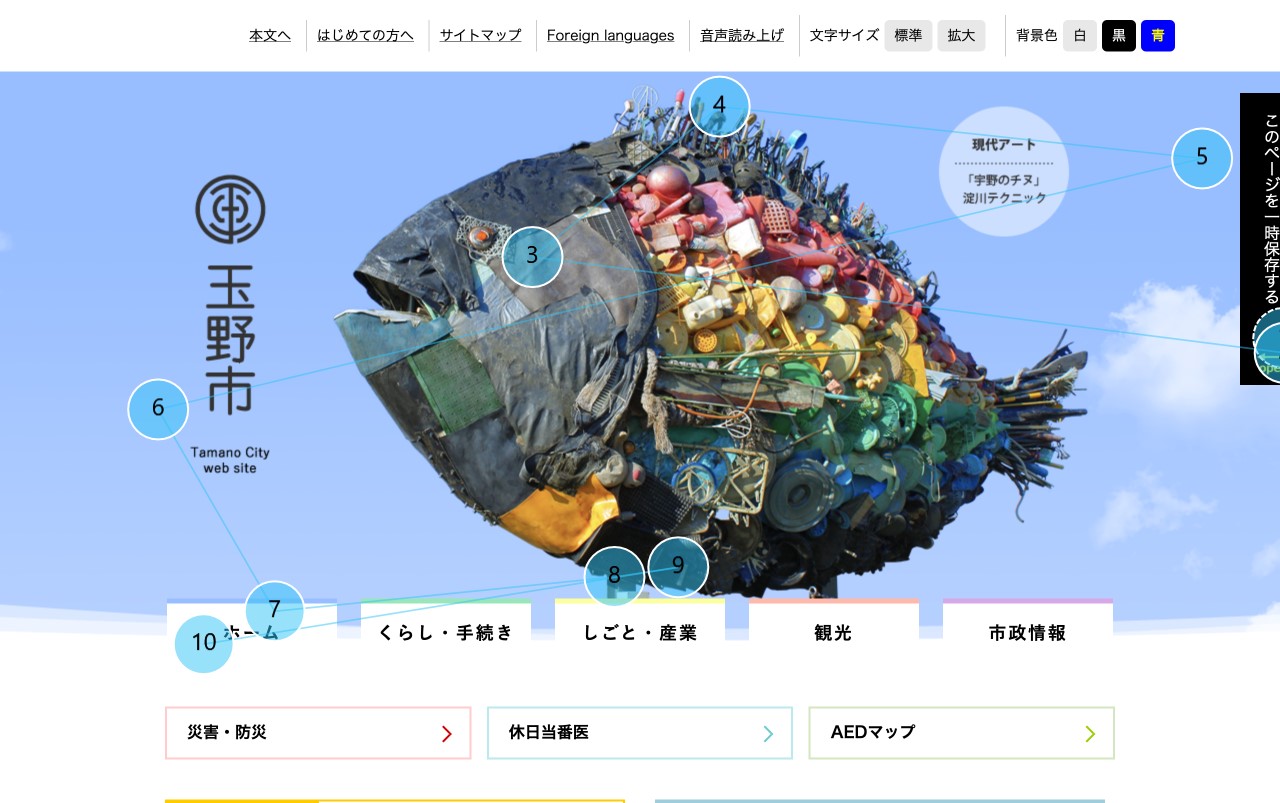 本文へ
はじめての方へ
サイトマップ
Foreign languages
音声読み上げ
文字サイズ 標準 拡大
背景色 白 黒 青
4
現代アート
「宇野のチヌ」
淀川テクニック
5
このページを一時保存する
3
玉野市
Tamano City
web site
6
7
8
9
10
ホーム
くらし・手続き
しごと・産業
観光
市政情報
災害・防災
休日当番医
AEDマップ